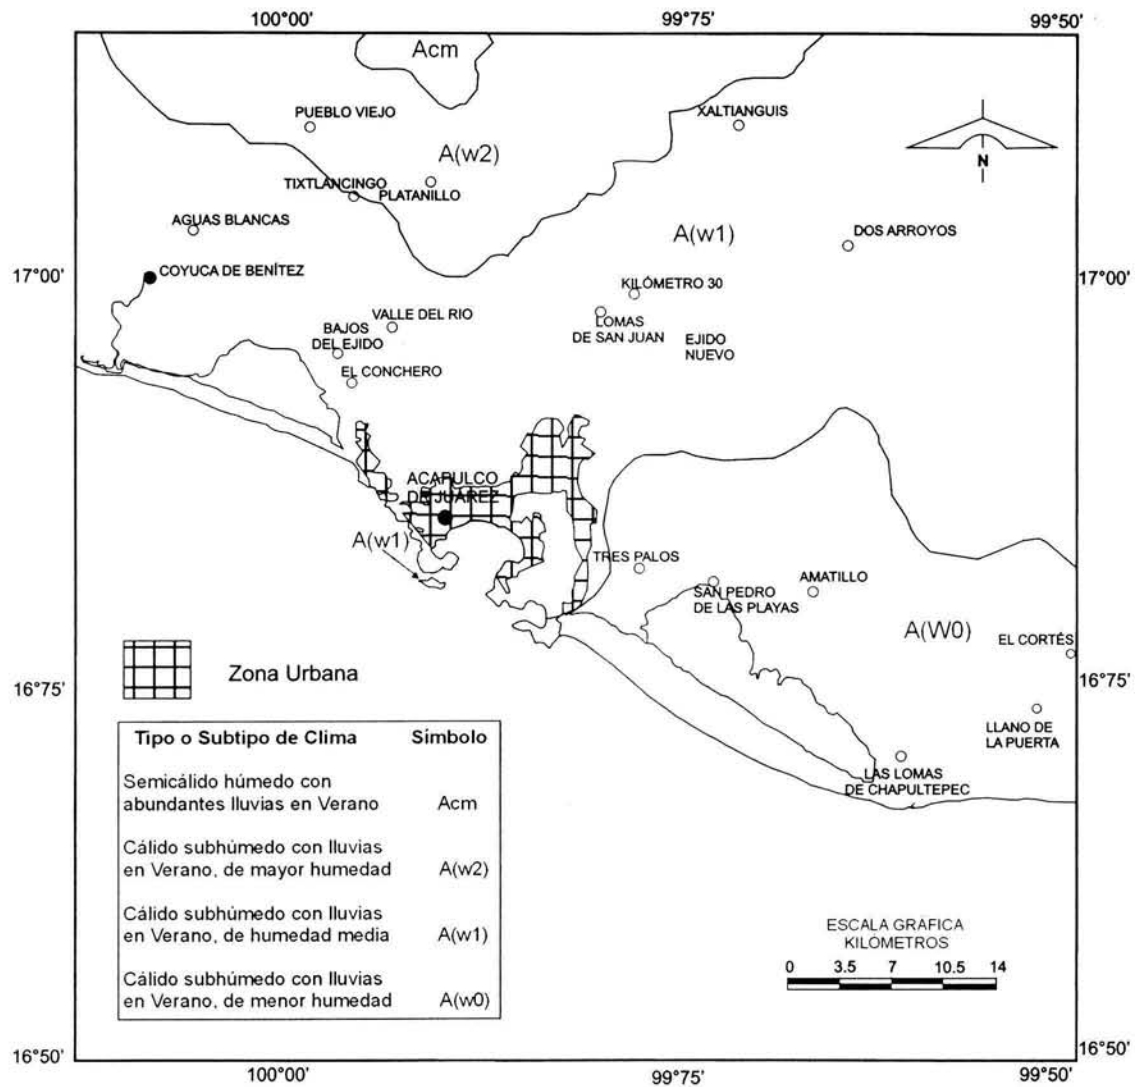 100°00'
99°75'
99°50'
Acm
PUEBLO VIEJO
XALTIANGUIS
A(w2)
N
TIXTLANCINGO
PLATANILLO
AGUAS BLANCAS
A(w1)
DOS ARROYOS
17°00'
COYUCA DE BENÍTEZ
KILÓMETRO 30
17°00'
VALLE DEL RIO
LOMAS
DE SAN JUAN
BAJOS
DEL EJIDO
EJIDO
NUEVO
EL CONCHERO
ACAPULCO
DE JUÁREZ
A(w1)
TRES PALOS
SAN PEDRO
DE LAS PLAYAS
AMATILLO
A(W0)
EL CORTÉS
16°75'
Zona Urbana
16°75'
LLANO DE
LA PUERTA
LAS LOMAS
DE CHAPULTEPEC
Tipo o Subtipo de Clima Símbolo
Semicálido húmedo con
abundantes lluvias en Verano Acm
Cálido subhúmedo con lluvias
en Verano, de mayor humedad A(w2)
Cálido subhúmedo con lluvias
en Verano, de humedad media A(w1)
Cálido subhúmedo con lluvias
en Verano, de menor humedad A(w0)
ESCALA GRÁFICA
KILÓMETROS
0 3.5 7 10.5 14
16°50'
16°50'
100°00'
99°75'
99°50'